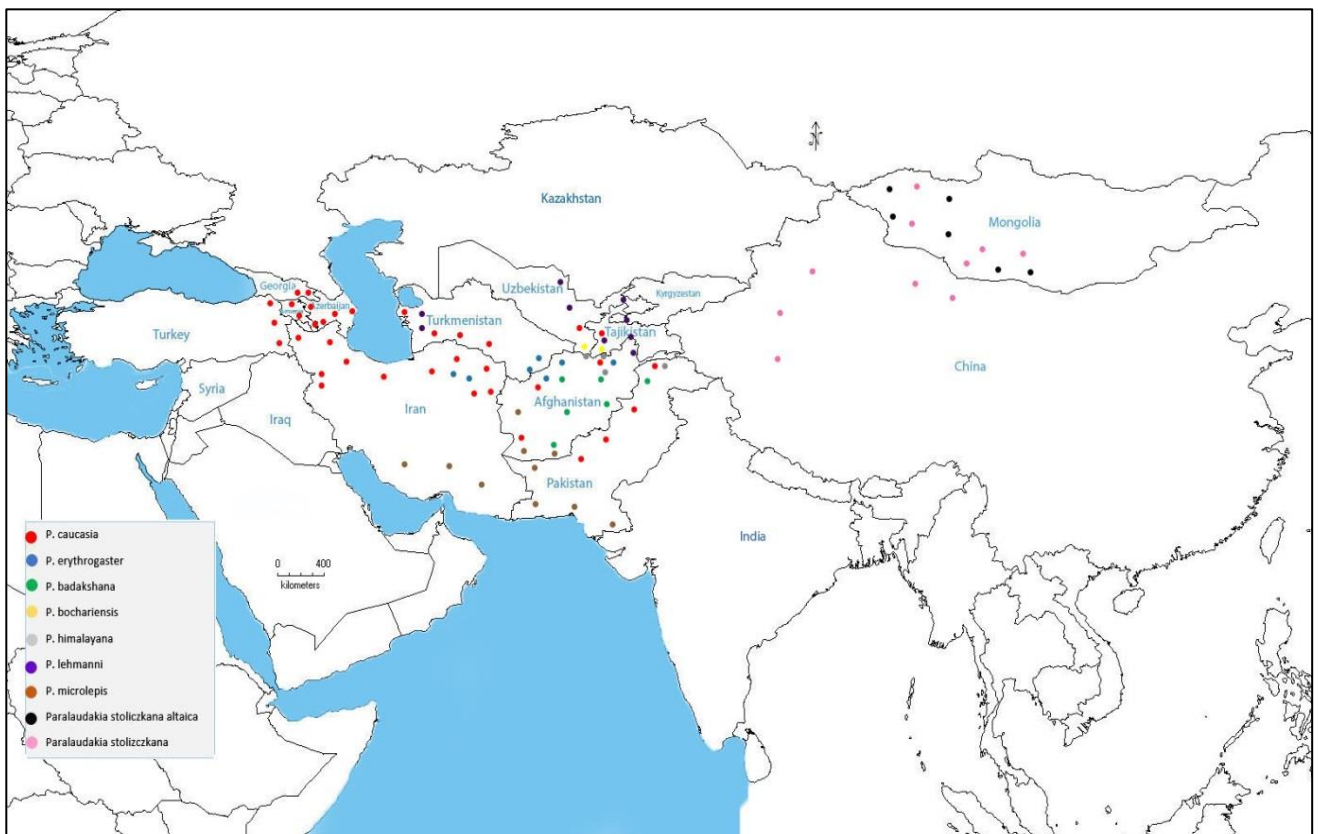 Kazakhstan
Mongolia
Georgia
Azerbaijan
Uzbekistan
Kyrgyzestan
Turkey
Turkmenistan
Tajikistan
China
Syria
Iran
Afghanistan
Iraq
Pakistan
India
0 400
kilometers
P. caucasia
P. erythrogaster
P. badakshana
P. bochariensis
P. himalayana
P. lehmanni
P. microlepis
Paralaudakia stoliczkana altaica
Paralaudakia stolizczkana